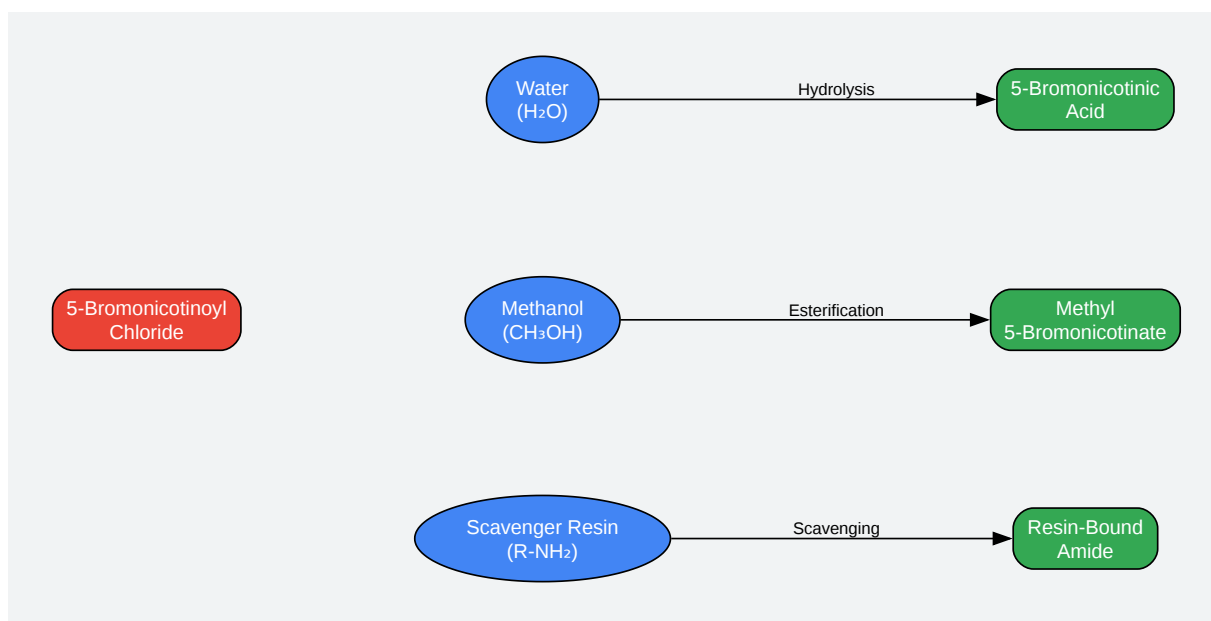 Water
(H₂O)
Hydrolysis
5-Bromonicotinic
Acid
5-Bromonicotinoyl
Chloride
Methanol
(CH₃OH)
Esterification
Methyl
5-Bromonicotinate
Scavenger Resin
(R-NH₂)
Scavenging
Resin-Bound
Amide